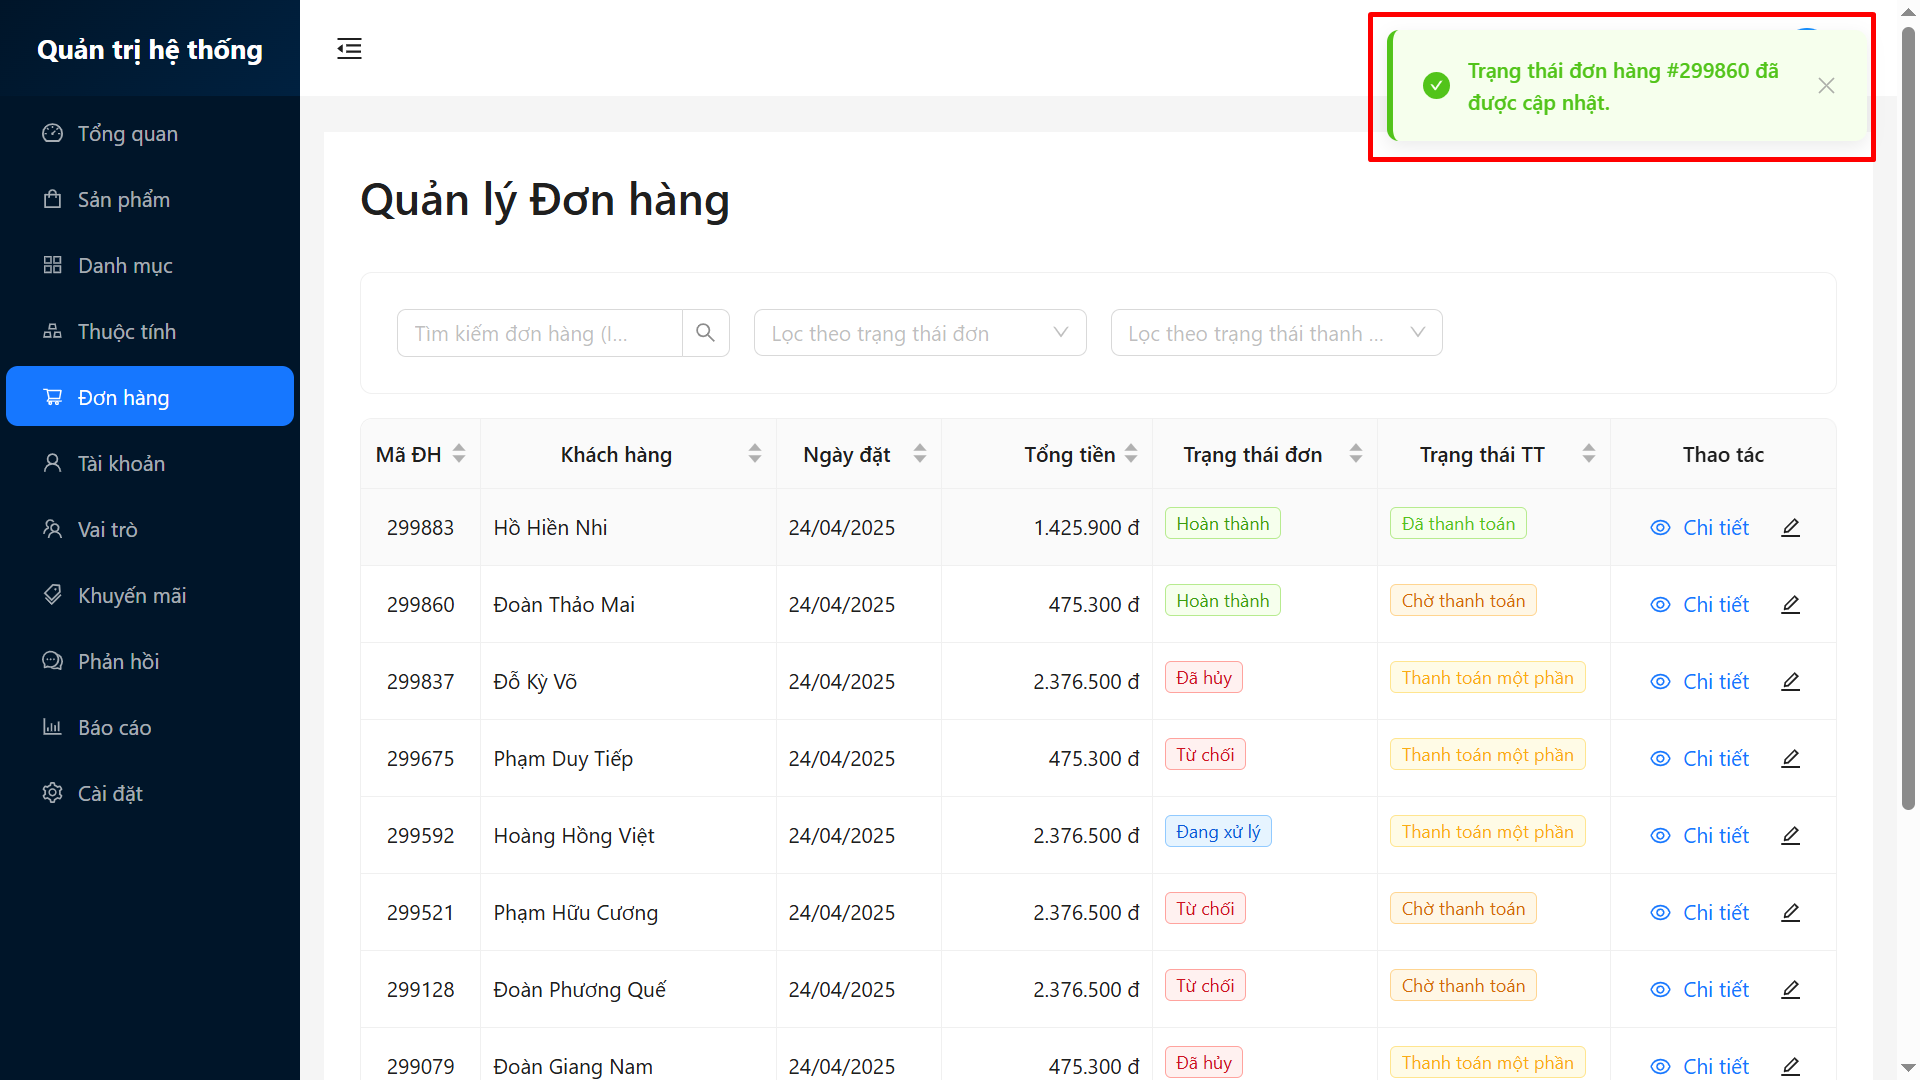 Quản trị hệ thống
Tổng quan
Sản phẩm
Danh mục
Thuộc tính
Đơn hàng
Tài khoản
Vai trò
Khuyến mãi
Phản hồi
Báo cáo
Cài đặt
Trạng thái đơn hàng #299860 đã
được cập nhật.
Quản lý Đơn hàng
Tìm kiếm đơn hàng (I...
Lọc theo trạng thái đơn
Lọc theo trạng thái thanh ...
Mã ĐH Khách hàng Ngày đặt Tổng tiền Trạng thái đơn Trạng thái TT Thao tác
299883 Hồ Hiền Nhi 24/04/2025 1.425.900 đ Hoàn thành Đã thanh toán Chi tiết
299860 Đoàn Thảo Mai 24/04/2025 475.300 đ Hoàn thành Chờ thanh toán Chi tiết
299837 Đỗ Kỳ Võ 24/04/2025 2.376.500 đ Đã hủy Thanh toán một phần Chi tiết
299675 Phạm Duy Tiếp 24/04/2025 475.300 đ Từ chối Thanh toán một phần Chi tiết
299592 Hoàng Hồng Việt 24/04/2025 2.376.500 đ Đang xử lý Thanh toán một phần Chi tiết
299521 Phạm Hữu Cương 24/04/2025 2.376.500 đ Từ chối Chờ thanh toán Chi tiết
299128 Đoàn Phương Quế 24/04/2025 2.376.500 đ Từ chối Chờ thanh toán Chi tiết
299079 Đoàn Giang Nam 24/04/2025 475.300 đ Đã hủy Thanh toán một phần Chi tiết